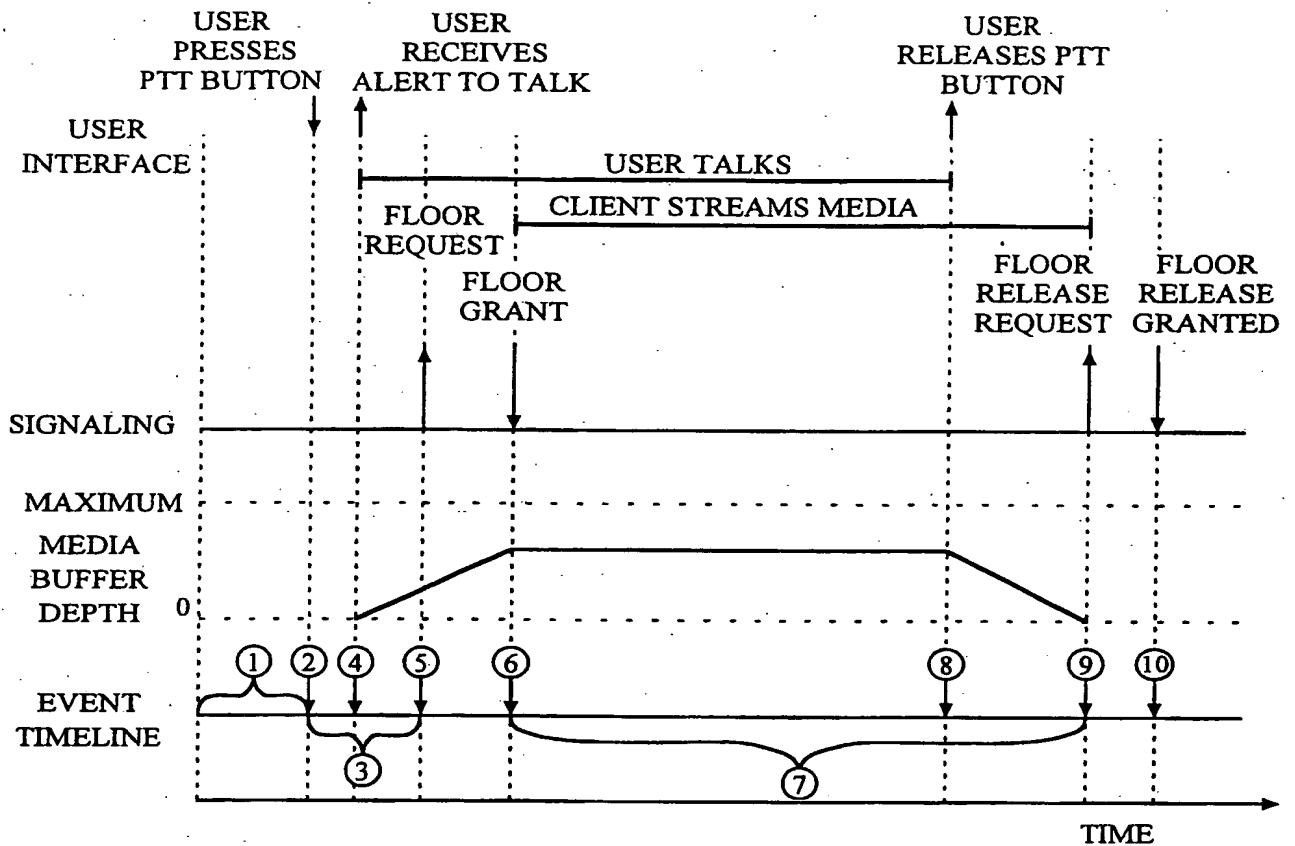 USER
PRESSES
PTT BUTTON
USER
RECEIVES
ALERT TO TALK
USER
RELEASES PTT
BUTTON
USER
INTERFACE
USER TALKS
CLIENT STREAMS MEDIA
FLOOR
REQUEST
FLOOR
GRANT
FLOOR
RELEASE
REQUEST
FLOOR
RELEASE
GRANTED
SIGNALING
MAXIMUM
MEDIA
BUFFER
DEPTH
0
1
2
4
5
6
8
9
10
EVENT
TIMELINE
3
7
TIME